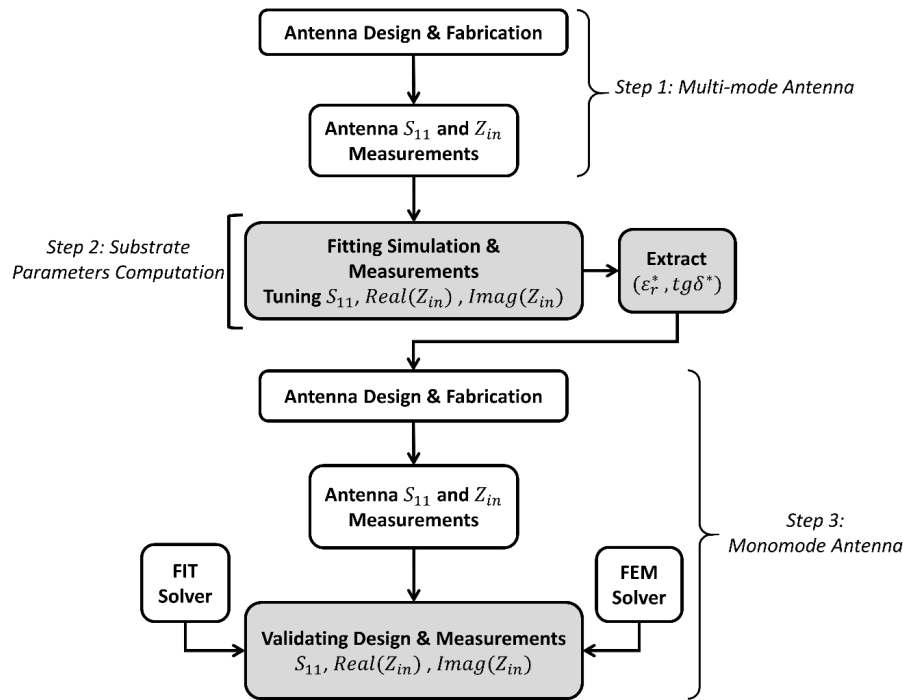 Antenna Design & Fabrication
Step 1: Multi-mode Antenna
Antenna S₁₁ and Zᵢₙ
Measurements
Step 2: Substrate
Parameters Computation
Fitting Simulation &
Measurements
Tuning S₁₁, Real(Zᵢₙ) , Imag(Zᵢₙ)
Extract
(εᵣ* , tgδ*)
Antenna Design & Fabrication
Antenna S₁₁ and Zᵢₙ
Measurements
Step 3:
Monomode Antenna
FIT
Solver
FEM
Solver
Validating Design & Measurements
S₁₁, Real(Zᵢₙ) , Imag(Zᵢₙ)